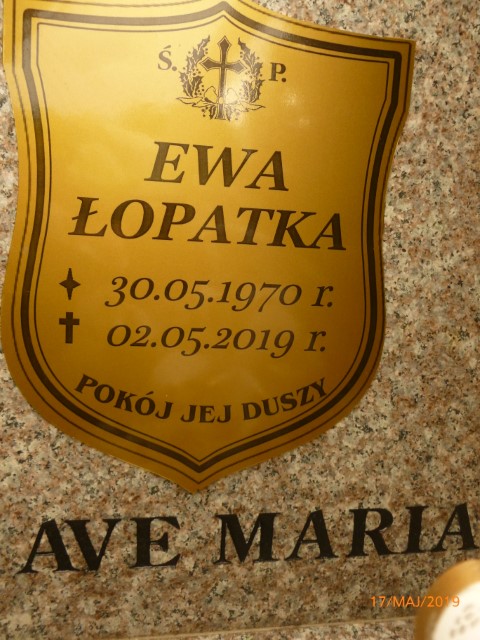 Ś. P.
EWA
ŁOPATKA
30.05.1970 r.
02.05.2019 r.
POKÓJ JEJ DUSZY
AVE MARIA
17/MAJ/2019